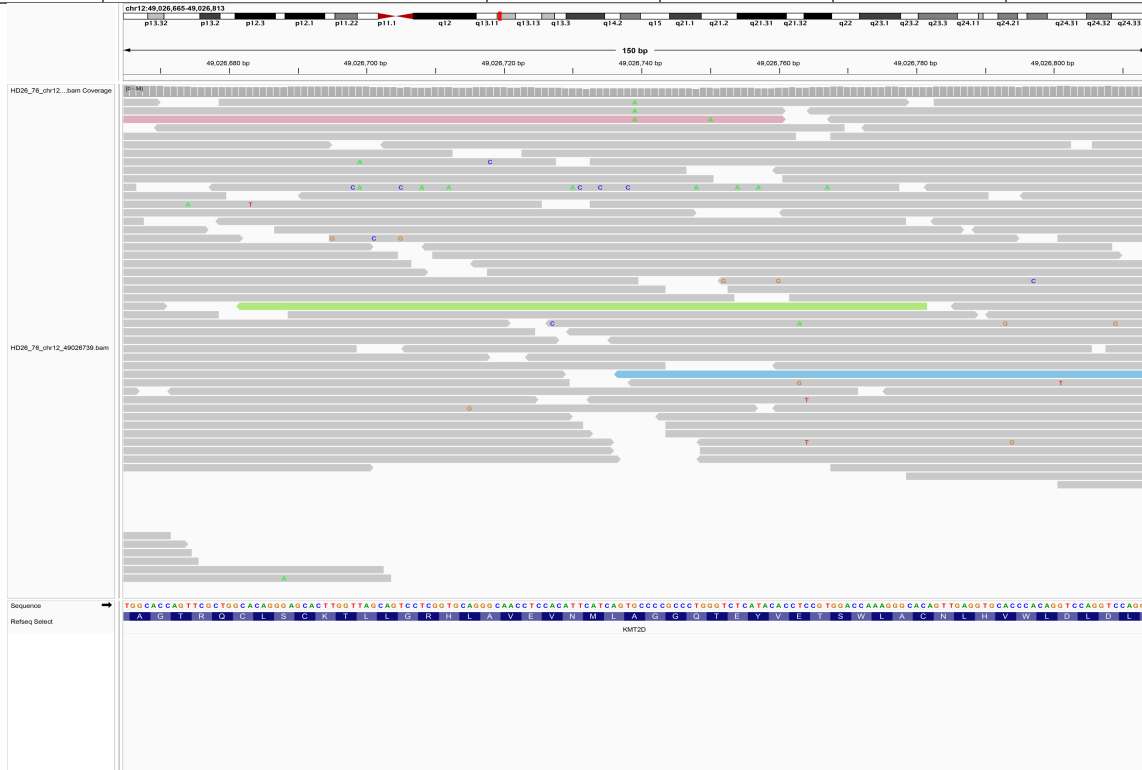 chr12:49,026,665-49,026,813
p13.32 p13.2 p12.3 p12.1 p11.22 p11.1 q12 q13.11 q13.13 q13.3 q14.2 q15 q21.1 q21.2 q21.31 q21.32 q22 q23.1 q23.2 q23.3 q24.11 q24.21 q24.31 q24.32 q24.33
150 bp
49,026,680 bp 49,026,700 bp 49,026,720 bp 49,026,740 bp 49,026,760 bp 49,026,780 bp 49,026,800 bp
HD26_76_chr12....bam Coverage
A
A
A A
A C
C A C A A A C C C A A A A
A T
G C G
G G C
C A G G
HD26_76_chr12_49026739.bam
G T
T
G
T G
A
Sequence
TGGCACCAGTTCGCTGGCACAGGGAGCACTTGGTTAGCAGTCCTCGGTGCAGGGCAACCTCCACATTCATCAGTGCCCCGCCCTGGGTCTCATACACCTCCGTGGACCAAAGGGCACAGTTGAGGTGCACCCACAGGTCCAGGTCCAG
Refseq Select
A G T R Q C L S C K T L L G R H L A V E V N M L A G G Q T E Y V E T S W L A C N L H V W L D L D L
KMT2D